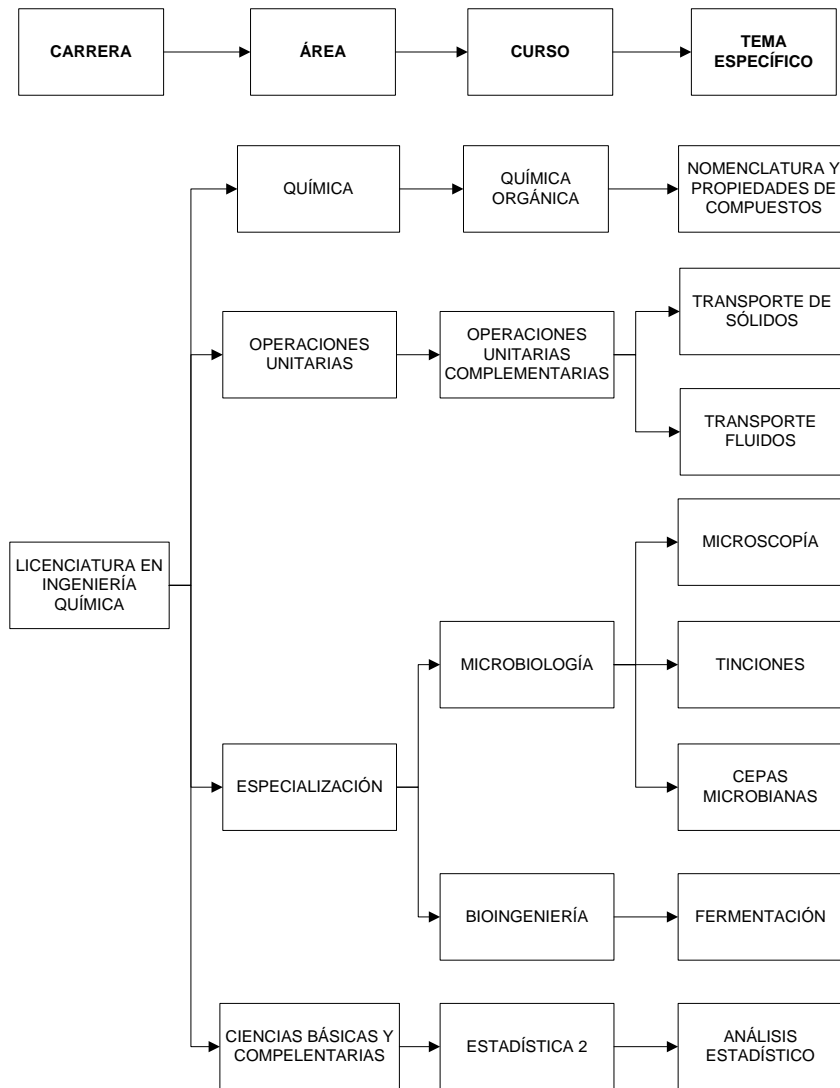 CARRERA
ÁREA
CURSO
TEMA
ESPECÍFICO
QUÍMICA
QUÍMICA
ORGÁNICA
NOMENCLATURA Y
PROPIEDADES DE
COMPUESTOS
OPERACIONES
UNITARIAS
OPERACIONES
UNITARIAS
COMPLEMENTARIAS
TRANSPORTE DE
SÓLIDOS
TRANSPORTE
FLUIDOS
LICENCIATURA EN
INGENIERÍA
QUÍMICA
ESPECIALIZACIÓN
MICROBIOLOGÍA
MICROSCOPÍA
TINCIONES
CEPAS
MICROBIANAS
BIOINGENIERÍA
FERMENTACIÓN
CIENCIAS BÁSICAS Y
COMPELENTARIAS
ESTADÍSTICA 2
ANÁLISIS
ESTADÍSTICO